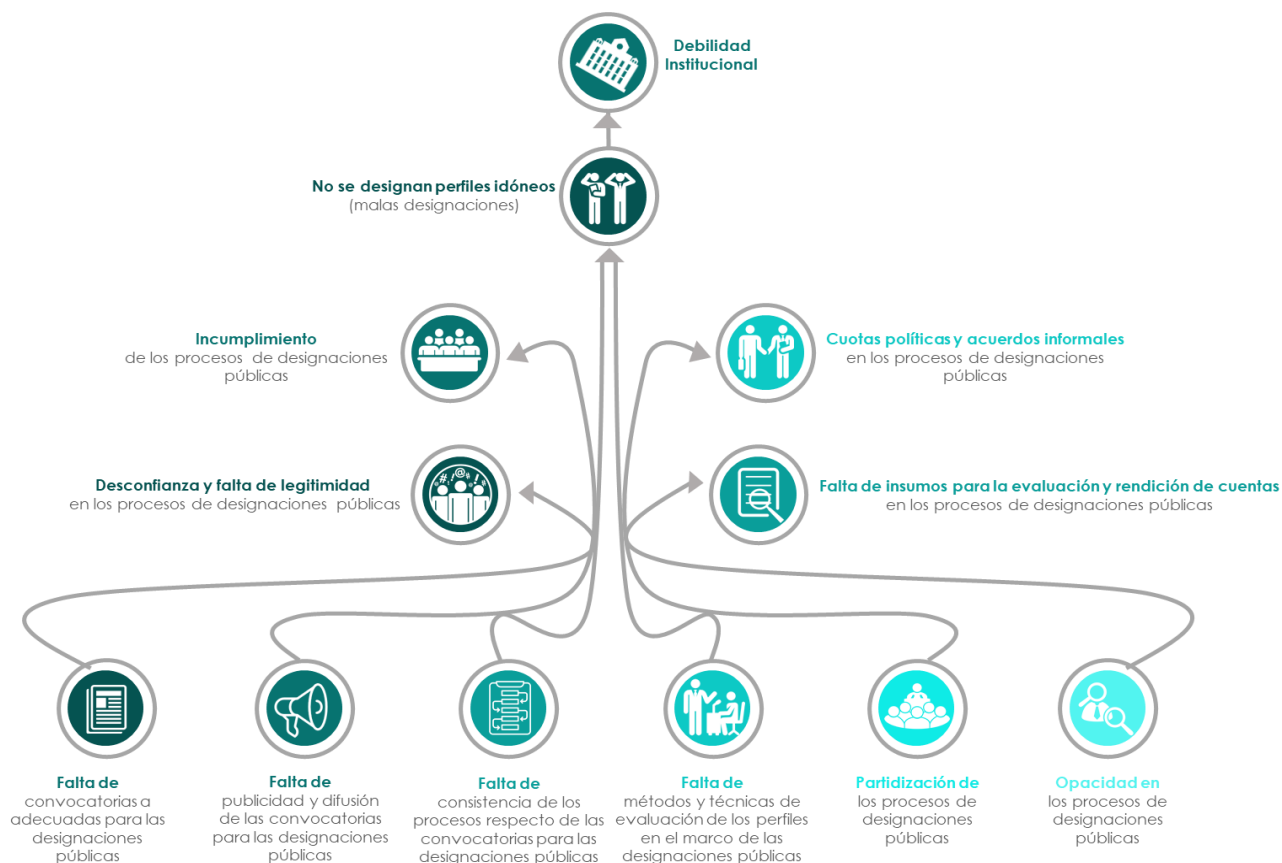 Debilidad
Institucional
No se designan perfiles idóneos
(malas designaciones)
Incumplimiento
de los procesos de designaciones
públicas
Cuotas políticas y acuerdos informales
en los procesos de designaciones
públicas
#,/@*!
Desconfianza y falta de legitimidad
en los procesos de designaciones públicas
Falta de insumos para la evaluación y rendición de cuentas
en los procesos de designaciones públicas
Falta de
convocatorias a
adecuadas para las
designaciones
públicas
Falta de
publicidad y difusión
de las convocatorias
para las designaciones
públicas
Falta de
consistencia de los
procesos respecto de las
convocatorias para las
designaciones públicas
Falta de
métodos y técnicas de
evaluación de los perfiles
en el marco de las
designaciones públicas
Partidización de
los procesos de
designaciones
públicas
Opacidad en
los procesos de
designaciones
públicas